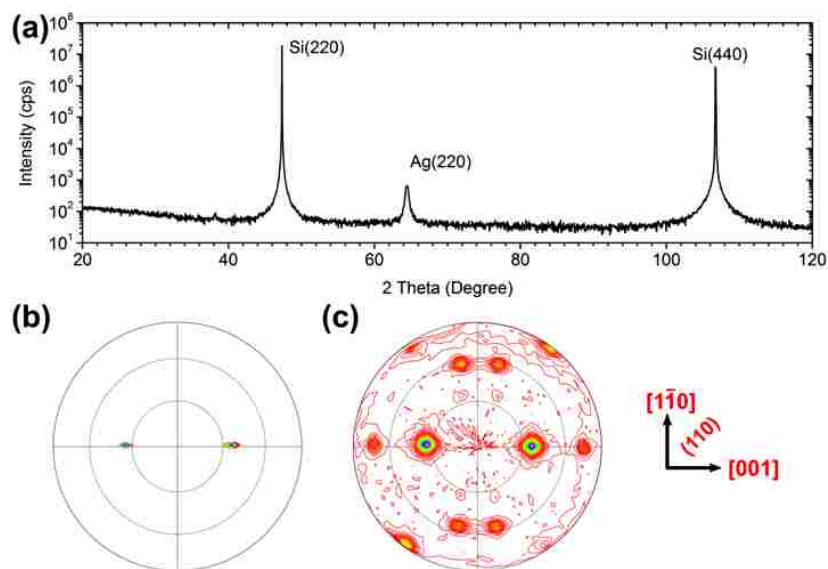 (a)
10^8
10^7
10^6
10^5
10^4
10^3
10^2
10^1
Intensity (cps)
Si(220)
Ag(220)
Si(440)
20 40 60 80 100 120
2 Theta (Degree)
(b) (c)
[11̄0]
(110)
[001]